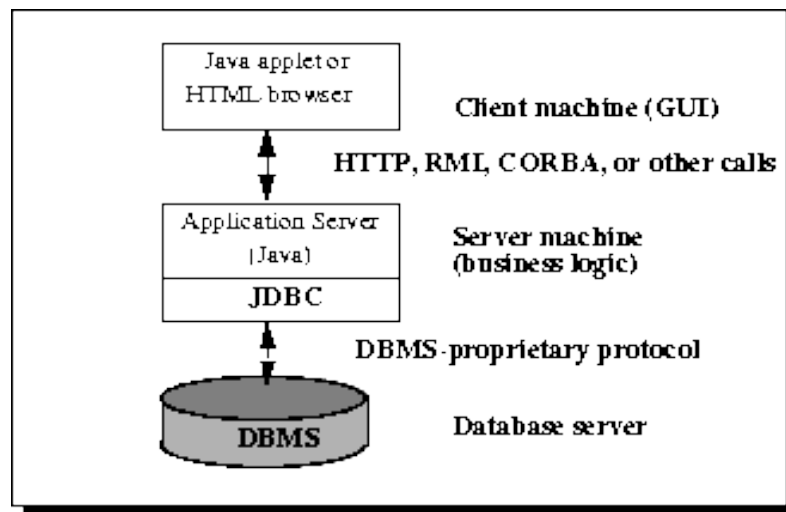 Java applet or
HTML browser
Client machine (GUI)
HTTP, RMI, CORBA, or other calls
Application Server
(Java)
Server machine
(business logic)
JDBC
DBMS-proprietary protocol
DBMS
Database server